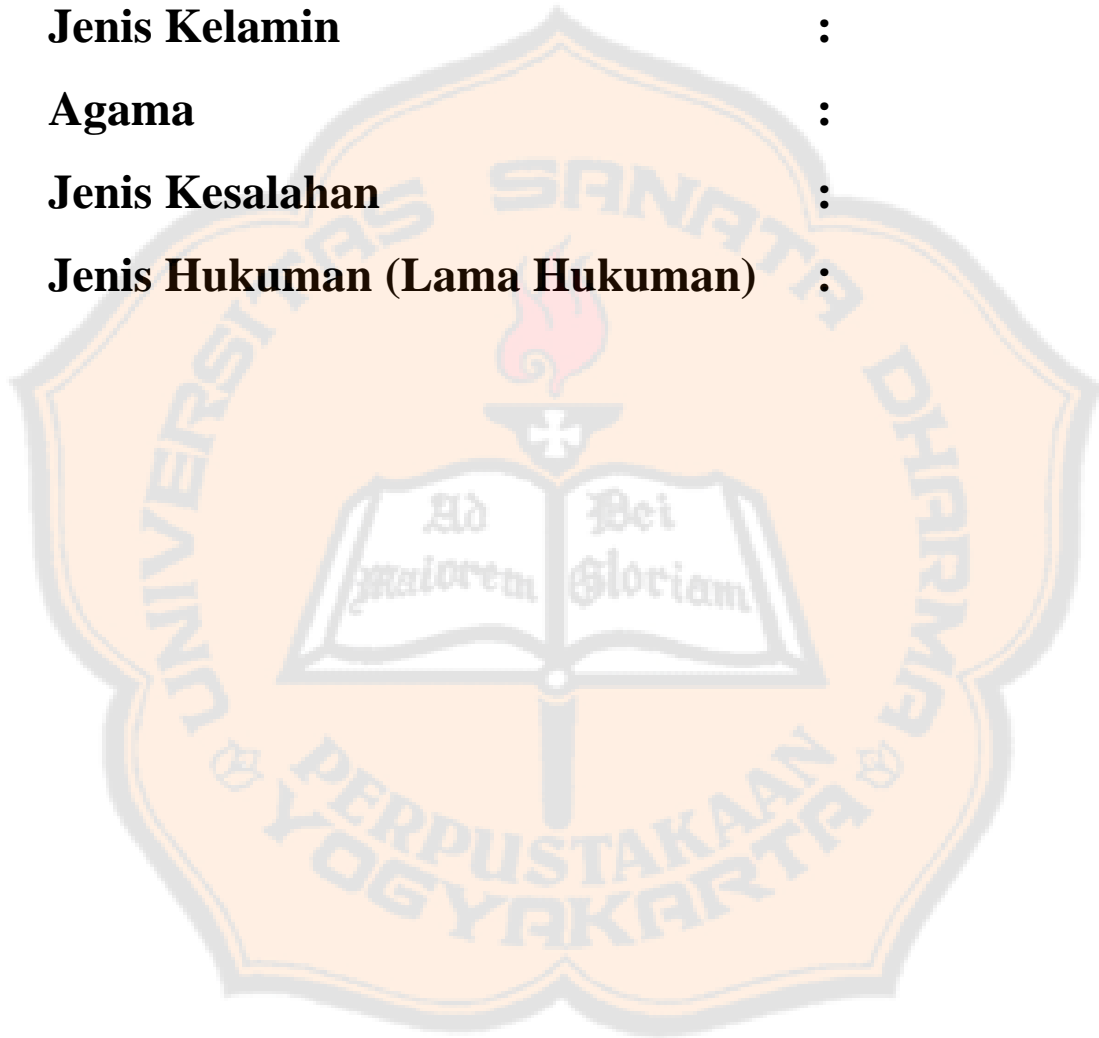 Jenis Kelamin :
Agama :
Jenis Kesalahan :
Jenis Hukuman (Lama Hukuman) :
UNIVERSITAS SANATA DHARMA
Ad Dei
maiorem Gloriam
PERPUSTAKAAN
YOGYAKARTA